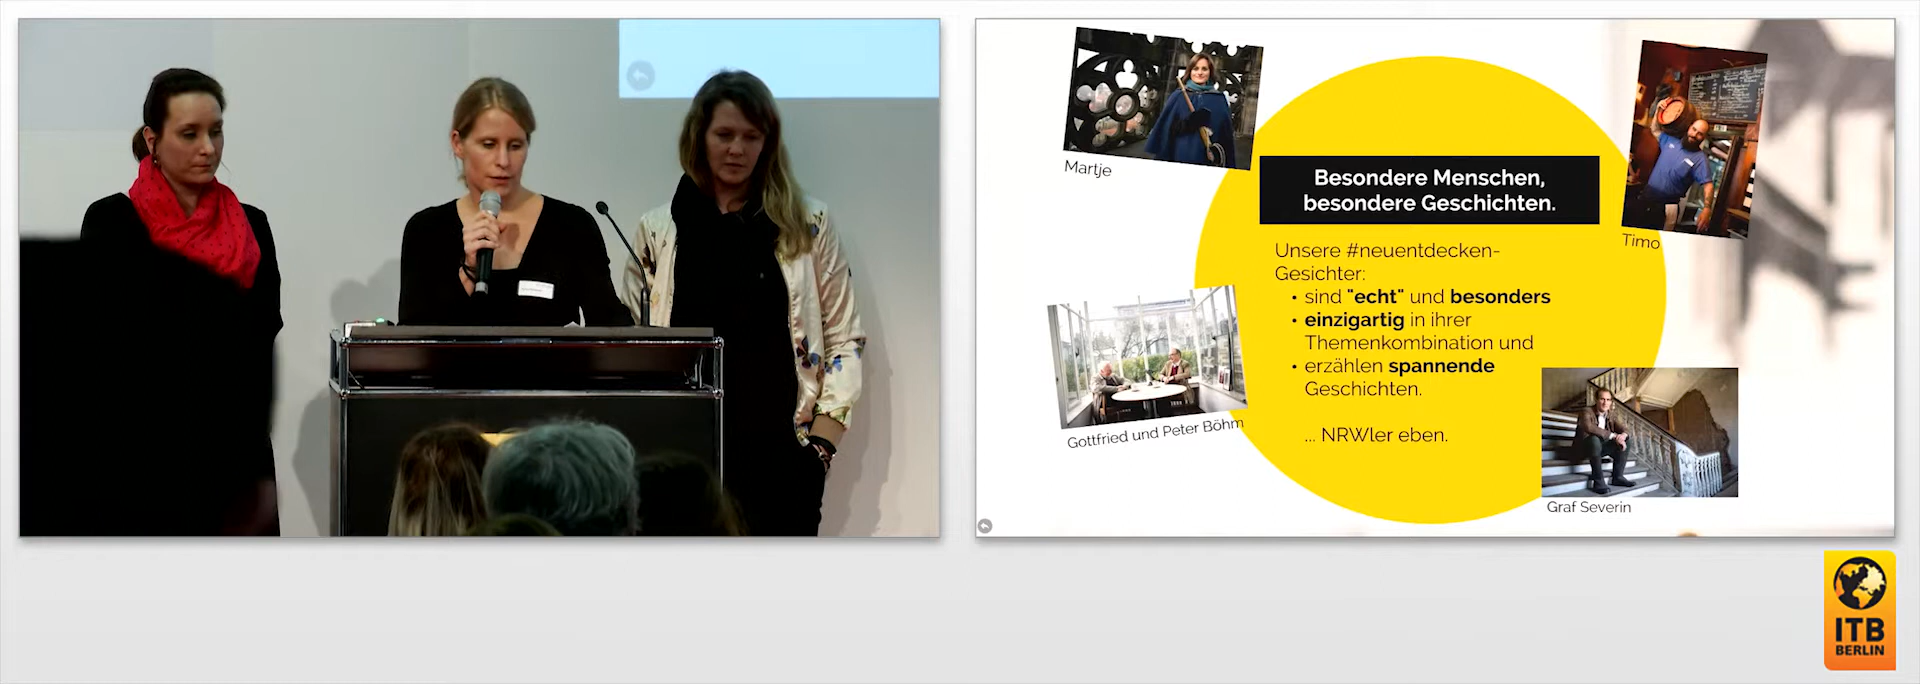 Martje
Besondere Menschen,
besondere Geschichten.
Timo
Unsere #neuentdecken-
Gesichter:
• sind "echt" und besonders
• einzigartig in ihrer
Themenkombination und
• erzählen spannende
Geschichten.
... NRWler eben.
Gottfried und Peter Böhm
Graf Severin
ITB
BERLIN